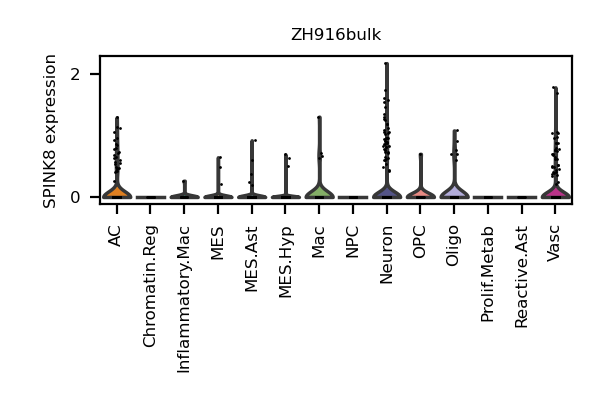 ZH916bulk
SPINK8 expression
2
0
AC
Chromatin.Reg
Inflammatory.Mac
MES
MES.Ast
MES.Hyp
Mac
NPC
Neuron
OPC
Oligo
Prolif.Metab
Reactive.Ast
Vasc